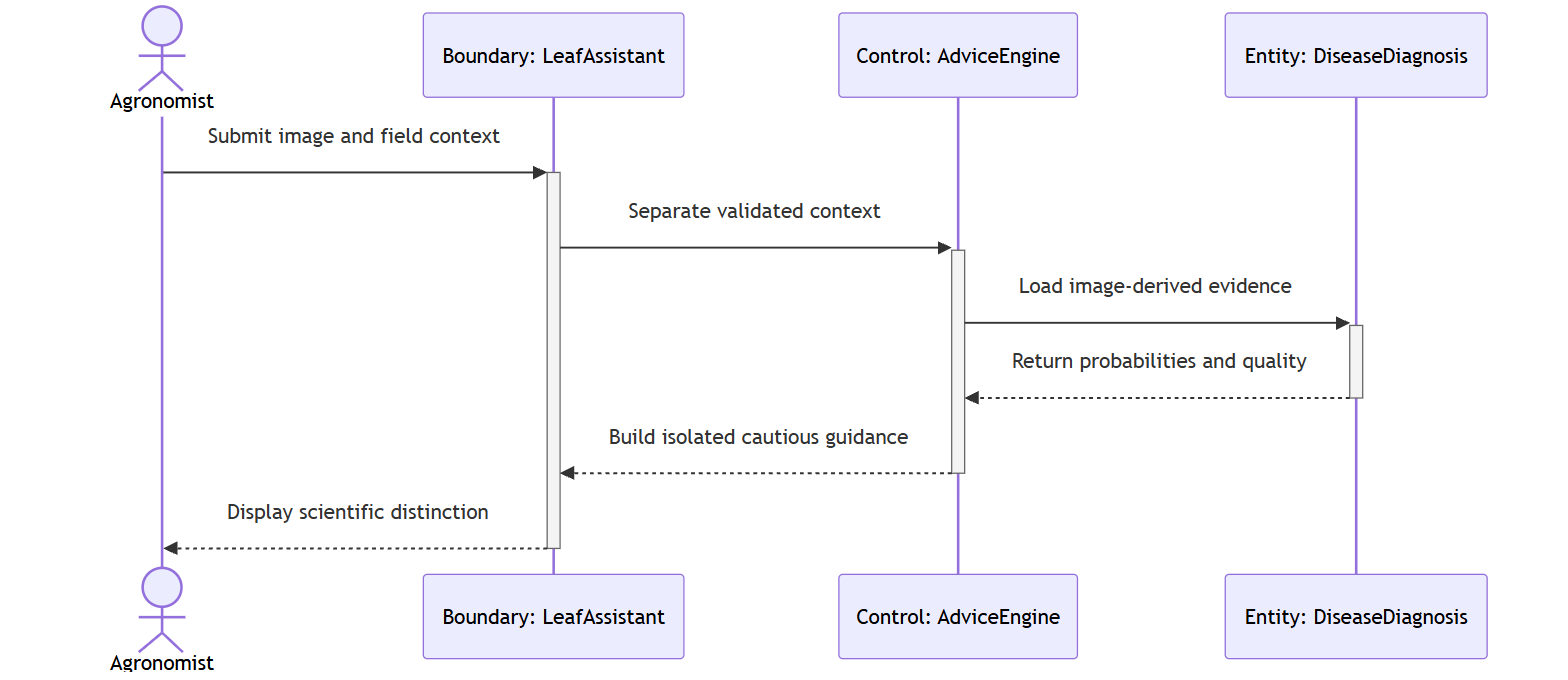 Agronomist
Boundary: LeafAssistant
Control: AdviceEngine
Entity: DiseaseDiagnosis
Submit image and field context
Separate validated context
Load image-derived evidence
Return probabilities and quality
Build isolated cautious guidance
Display scientific distinction
Agronomist
Boundary: LeafAssistant
Control: AdviceEngine
Entity: DiseaseDiagnosis